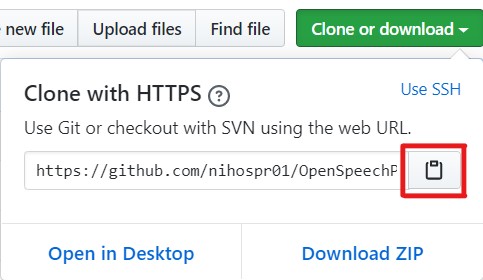 new file Upload files Find file Clone or download
Clone with HTTPS ? Use SSH
Use Git or checkout with SVN using the web URL.
https://github.com/nihospr01/OpenSpeechP
Open in Desktop Download ZIP